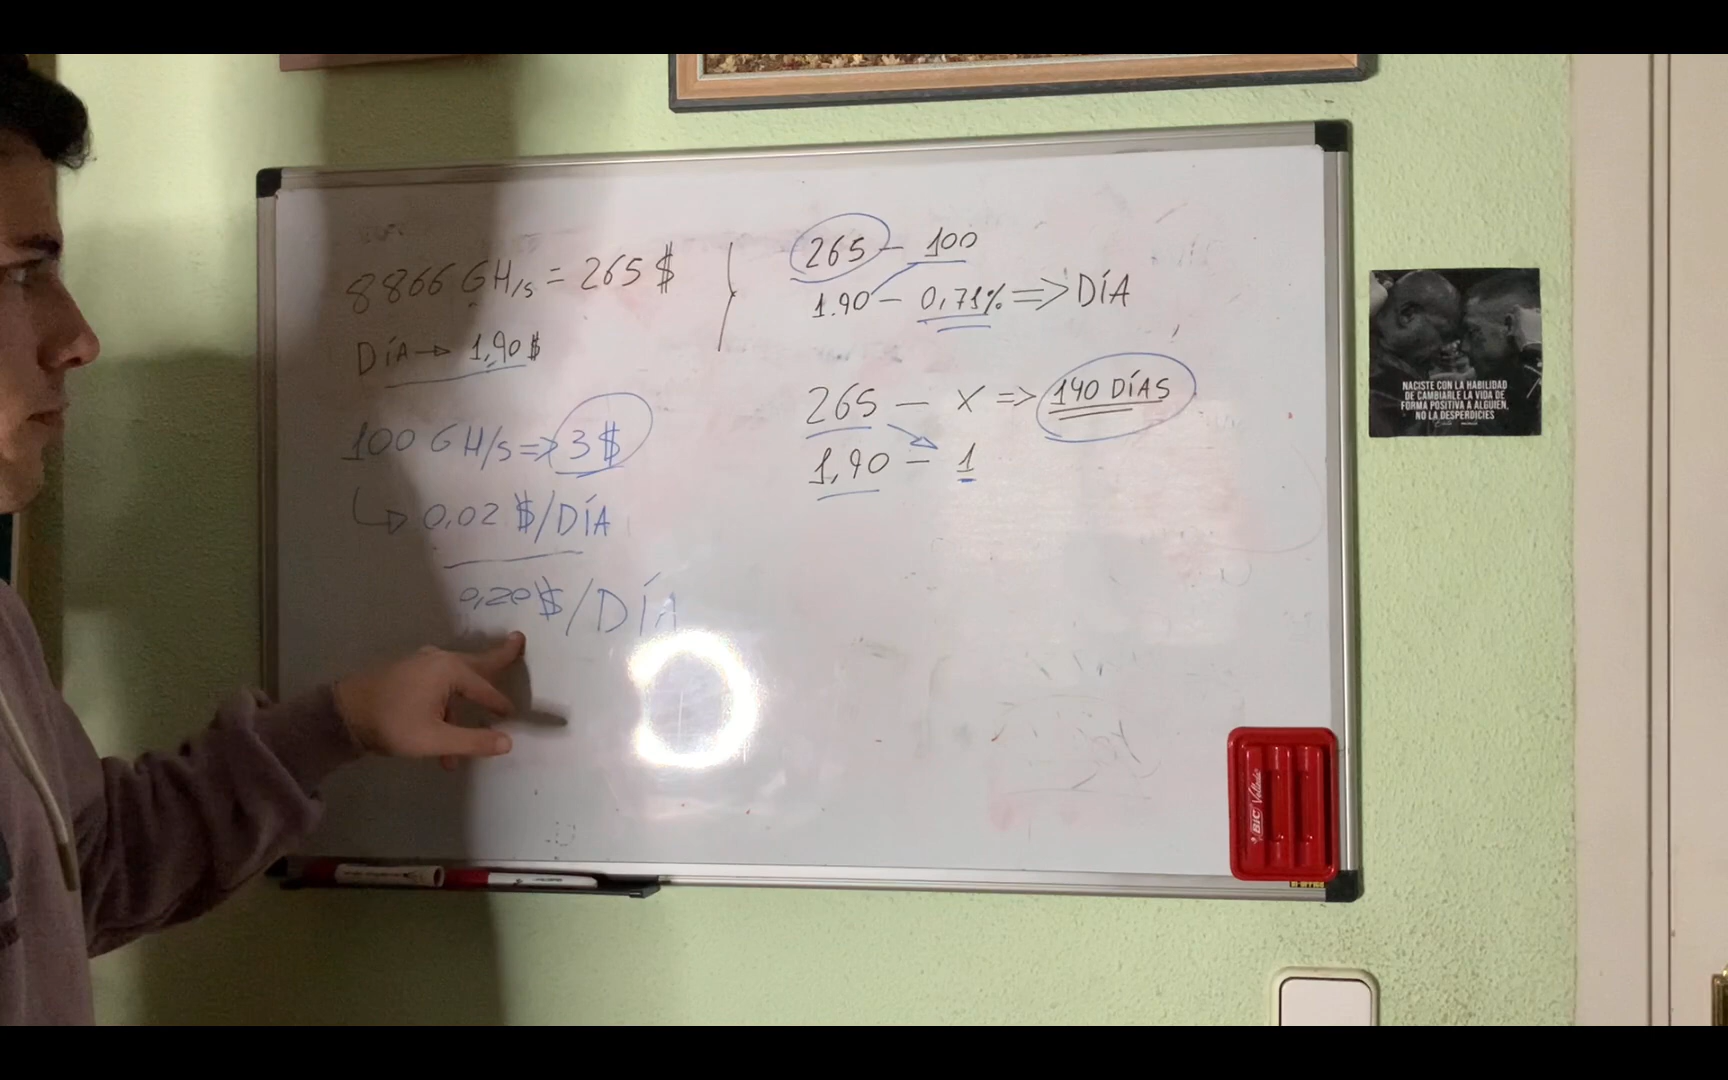 8866 GH/s = 265 $
DÍA → 1,90 $
100 GH/s => 3 $
↳ 0,02 $/DÍA
0,20 $/DÍA
265 — 100
1.90 — 0,71% => DÍA
265 — X => 140 DÍAS
1,90 — 1
NACISTE CON LA HABILIDAD
DE CAMBIARLE LA VIDA DE
FORMA POSITIVA A ALGUIEN,
NO LA DESPERDICIES
BIC Velleda